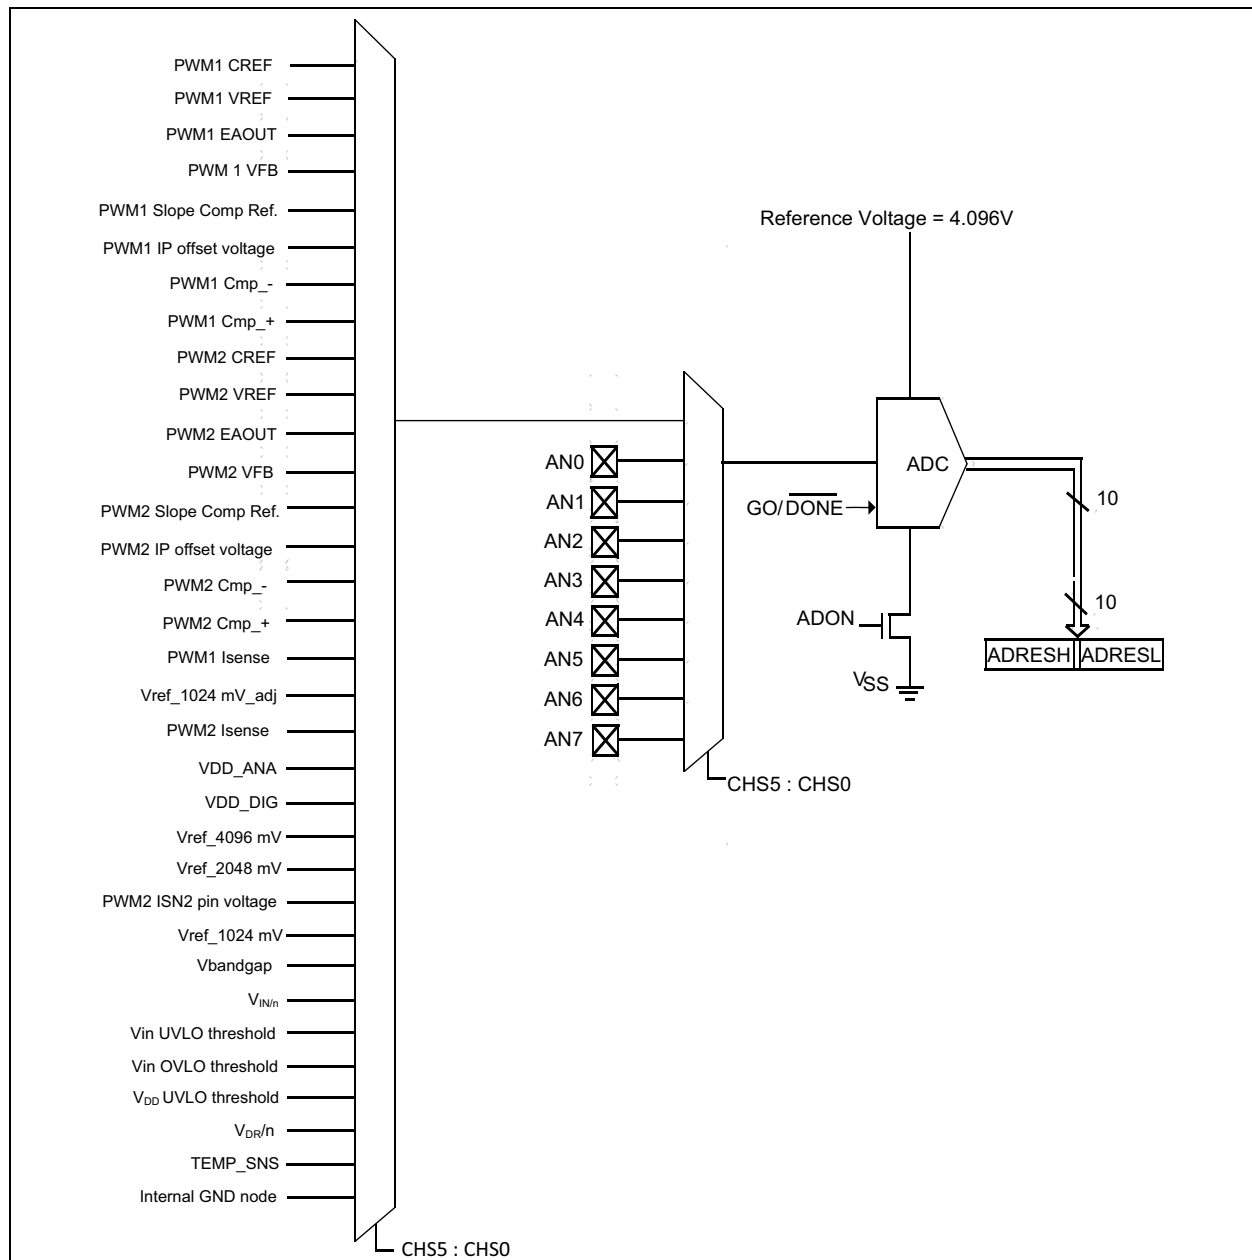 PWM1 CREF
PWM1 VREF
PWM1 EAOUT
PWM 1 VFB
PWM1 Slope Comp Ref.
PWM1 IP offset voltage
PWM1 Cmp_-
PWM1 Cmp_+
PWM2 CREF
PWM2 VREF
PWM2 EAOUT
PWM2 VFB
PWM2 Slope Comp Ref.
PWM2 IP offset voltage
PWM2 Cmp_-
PWM2 Cmp_+
PWM1 Isense
Vref_1024 mV_adj
PWM2 Isense
VDD_ANA
VDD_DIG
Vref_4096 mV
Vref_2048 mV
PWM2 ISN2 pin voltage
Vref_1024 mV
Vbandgap
VIN/n
Vin UVLO threshold
Vin OVLO threshold
VDD UVLO threshold
VDR/n
TEMP_SNS
Internal GND node
CHS5 : CHS0
AN0
AN1
AN2
AN3
AN4
AN5
AN6
AN7
CHS5 : CHS0
Reference Voltage = 4.096V
ADC
GO/DONE
ADON
VSS
10
10
ADRESH ADRESL